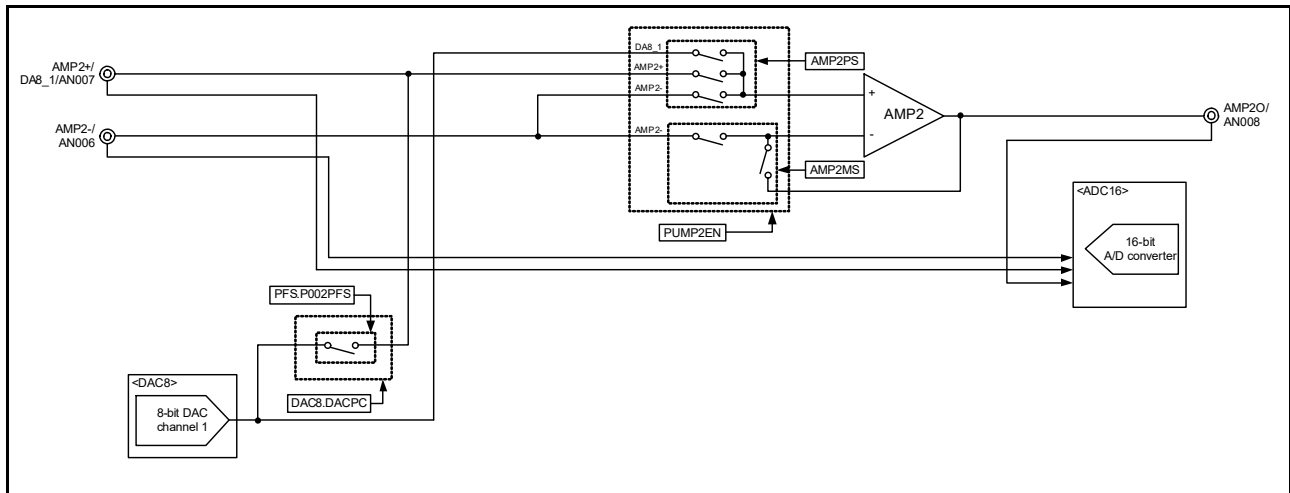 AMP2+/
DA8_1/AN007
DA8_1
AMP2+
AMP2-
AMP2PS
+
AMP2
-
AMP2O/
AN008
AMP2-/
AN006
AMP2-
AMP2MS
PUMP2EN
<ADC16>
16-bit
A/D converter
PFS.P002PFS
DAC8.DACPC
<DAC8>
8-bit DAC
channel 1